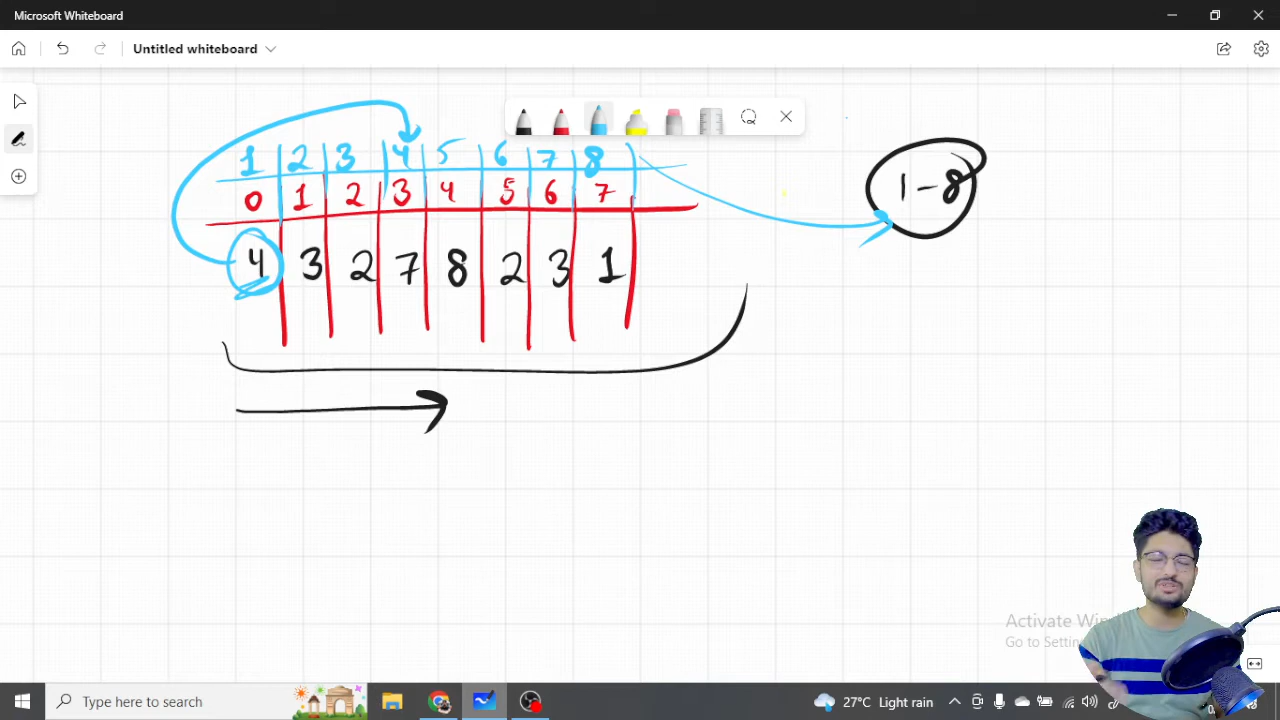 Microsoft Whiteboard
Untitled whiteboard
1 2 3 4 5 6 7 8
0 1 2 3 4 5 6 7
4 3 2 7 8 2 3 1
1-8
Activate Win
Go to Settin
Type here to search
27°C Light rain